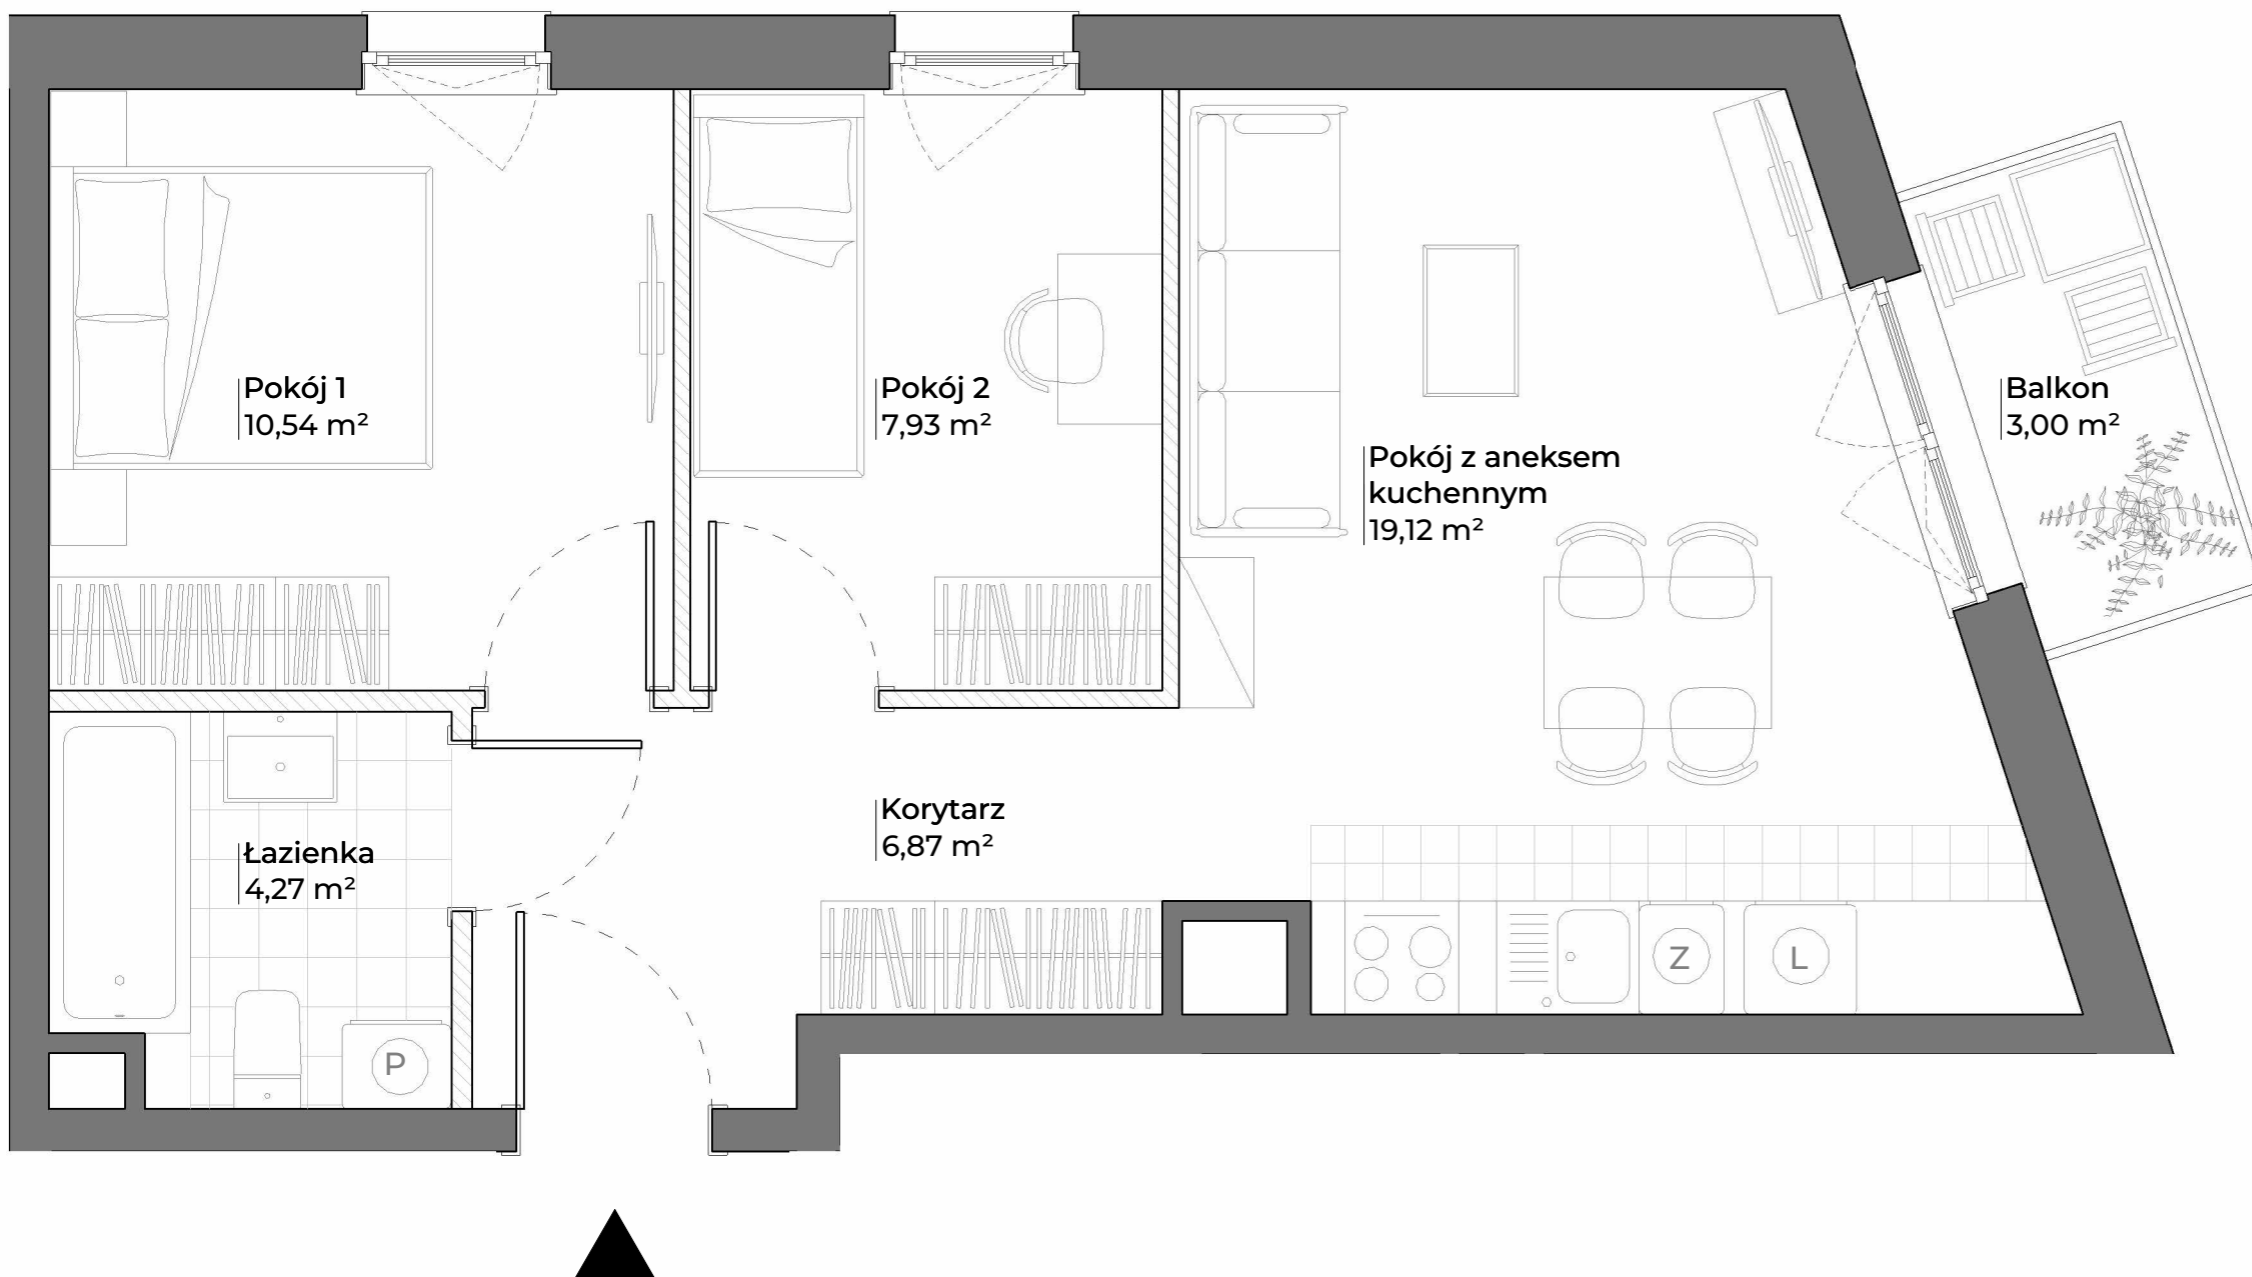 Pokój 1
10,54 m²
Pokój 2
7,93 m²
Pokój z aneksem
kuchennym
19,12 m²
Balkon
3,00 m²
Korytarz
6,87 m²
Łazienka
4,27 m²
P
Z
L